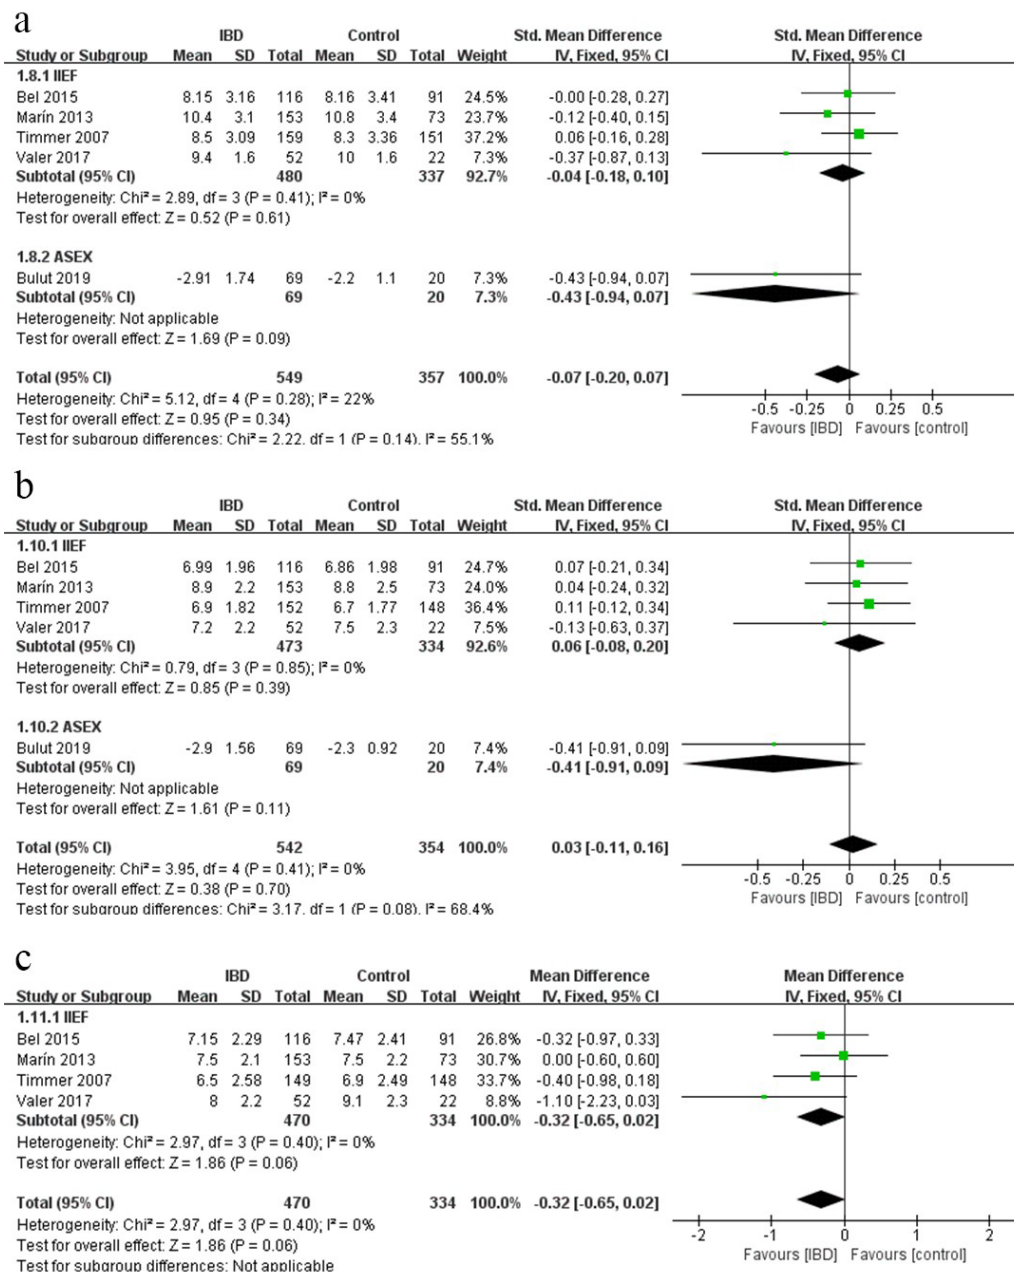 a
IBD Control Std. Mean Difference Std. Mean Difference
Study or Subgroup Mean SD Total Mean SD Total Weight IV, Fixed, 95% CI IV, Fixed, 95% CI
1.8.1 IIEF
Bel 2015 8.15 3.16 116 8.16 3.41 91 24.5% -0.00 [-0.28, 0.27]
Marín 2013 10.4 3.1 153 10.8 3.4 73 23.7% -0.12 [-0.40, 0.15]
Timmer 2007 8.5 3.09 159 8.3 3.36 151 37.2% 0.06 [-0.16, 0.28]
Valer 2017 9.4 1.6 52 10 1.6 22 7.3% -0.37 [-0.87, 0.13]
Subtotal (95% CI) 480 337 92.7% -0.04 [-0.18, 0.10]
Heterogeneity: Chi² = 2.89, df = 3 (P = 0.41); I² = 0%
Test for overall effect: Z = 0.52 (P = 0.61)
1.8.2 ASEX
Bulut 2019 -2.91 1.74 69 -2.2 1.1 20 7.3% -0.43 [-0.94, 0.07]
Subtotal (95% CI) 69 20 7.3% -0.43 [-0.94, 0.07]
Heterogeneity: Not applicable
Test for overall effect: Z = 1.69 (P = 0.09)
Total (95% CI) 549 357 100.0% -0.07 [-0.20, 0.07]
Heterogeneity: Chi² = 5.12, df = 4 (P = 0.28); I² = 22%
Test for overall effect: Z = 0.95 (P = 0.34)
Test for subgroup differences: Chi² = 2.22. df = 1 (P = 0.14). I² = 55.1%
-0.5 -0.25 0 0.25 0.5
Favours [IBD] Favours [control]
b
IBD Control Std. Mean Difference Std. Mean Difference
Study or Subgroup Mean SD Total Mean SD Total Weight IV, Fixed, 95% CI IV, Fixed, 95% CI
1.10.1 IIEF
Bel 2015 6.99 1.96 116 6.86 1.98 91 24.7% 0.07 [-0.21, 0.34]
Marín 2013 8.9 2.2 153 8.8 2.5 73 24.0% 0.04 [-0.24, 0.32]
Timmer 2007 6.9 1.82 152 6.7 1.77 148 36.4% 0.11 [-0.12, 0.34]
Valer 2017 7.2 2.2 52 7.5 2.3 22 7.5% -0.13 [-0.63, 0.37]
Subtotal (95% CI) 473 334 92.6% 0.06 [-0.08, 0.20]
Heterogeneity: Chi² = 0.79, df = 3 (P = 0.85); I² = 0%
Test for overall effect: Z = 0.85 (P = 0.39)
1.10.2 ASEX
Bulut 2019 -2.9 1.56 69 -2.3 0.92 20 7.4% -0.41 [-0.91, 0.09]
Subtotal (95% CI) 69 20 7.4% -0.41 [-0.91, 0.09]
Heterogeneity: Not applicable
Test for overall effect: Z = 1.61 (P = 0.11)
Total (95% CI) 542 354 100.0% 0.03 [-0.11, 0.16]
Heterogeneity: Chi² = 3.95, df = 4 (P = 0.41); I² = 0%
Test for overall effect: Z = 0.38 (P = 0.70)
Test for subgroup differences: Chi² = 3.17. df = 1 (P = 0.08). I² = 68.4%
-0.5 -0.25 0 0.25 0.5
Favours [IBD] Favours [control]
c
IBD Control Mean Difference Mean Difference
Study or Subgroup Mean SD Total Mean SD Total Weight IV, Fixed, 95% CI IV, Fixed, 95% CI
1.11.1 IIEF
Bel 2015 7.15 2.29 116 7.47 2.41 91 26.8% -0.32 [-0.97, 0.33]
Marín 2013 7.5 2.1 153 7.5 2.2 73 30.7% 0.00 [-0.60, 0.60]
Timmer 2007 6.5 2.58 149 6.9 2.49 148 33.7% -0.40 [-0.98, 0.18]
Valer 2017 8 2.2 52 9.1 2.3 22 8.8% -1.10 [-2.23, 0.03]
Subtotal (95% CI) 470 334 100.0% -0.32 [-0.65, 0.02]
Heterogeneity: Chi² = 2.97, df = 3 (P = 0.40); I² = 0%
Test for overall effect: Z = 1.86 (P = 0.06)
Total (95% CI) 470 334 100.0% -0.32 [-0.65, 0.02]
Heterogeneity: Chi² = 2.97, df = 3 (P = 0.40); I² = 0%
Test for overall effect: Z = 1.86 (P = 0.06)
Test for subgroup differences: Not applicable
-2 -1 0 1 2
Favours [IBD] Favours [control]